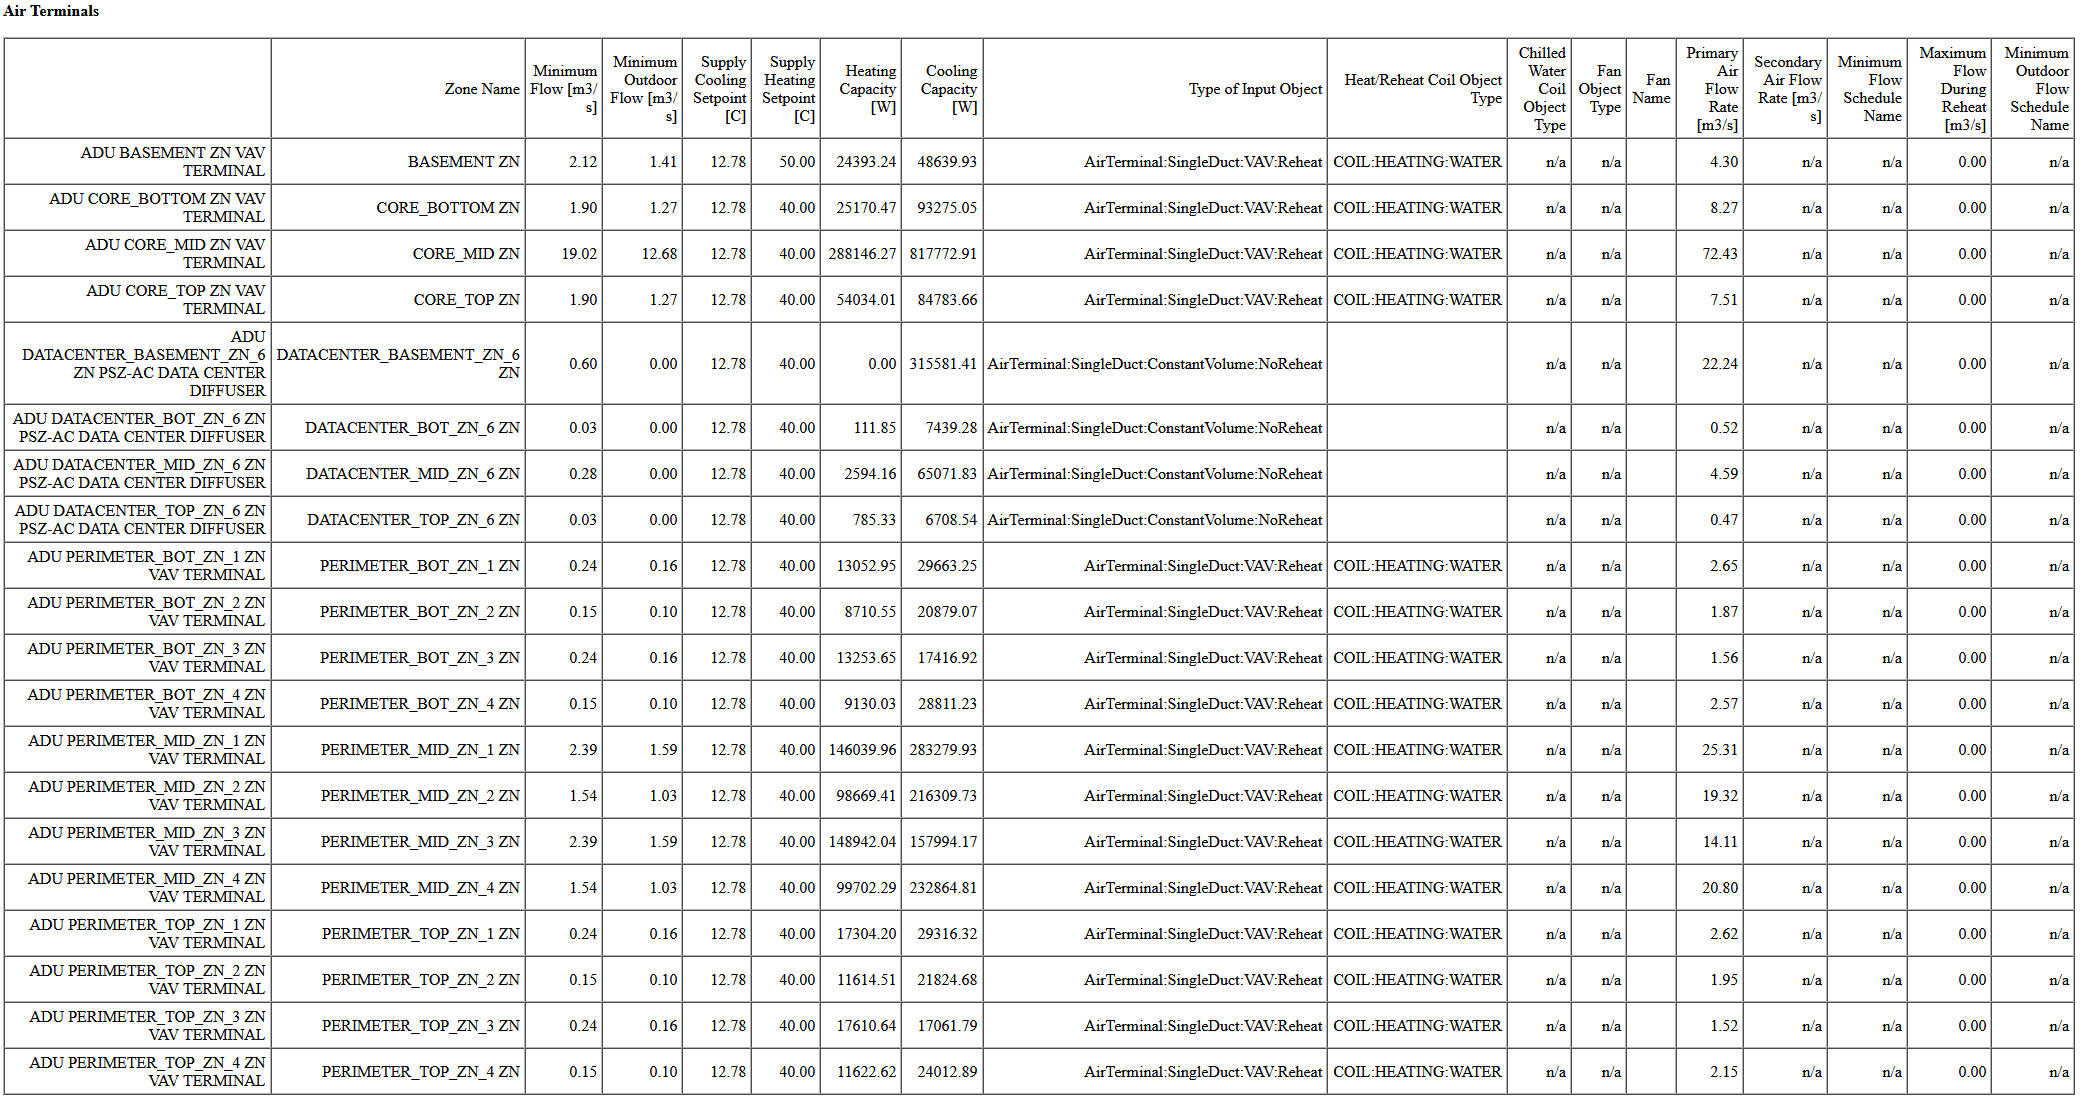 Air Terminals
Zone Name | Minimum Flow [m3/s] | Minimum Outdoor Flow [m3/s] | Supply Cooling Setpoint [C] | Supply Heating Setpoint [C] | Heating Capacity [W] | Cooling Capacity [W] | Type of Input Object | Heat/Reheat Coil Object Type | Chilled Water Coil Object Type | Fan Object Type | Fan Name | Primary Air Flow Rate [m3/s] | Secondary Air Flow Rate [m3/s] | Minimum Flow Schedule Name | Maximum Flow During Reheat [m3/s] | Minimum Outdoor Flow Schedule Name
ADU BASEMENT ZN VAV TERMINAL | BASEMENT ZN | 2.12 | 1.41 | 12.78 | 50.00 | 24393.24 | 48639.93 | AirTerminal:SingleDuct:VAV:Reheat | COIL:HEATING:WATER | n/a | n/a | | 4.30 | n/a | n/a | 0.00 | n/a
ADU CORE_BOTTOM ZN VAV TERMINAL | CORE_BOTTOM ZN | 1.90 | 1.27 | 12.78 | 40.00 | 25170.47 | 93275.05 | AirTerminal:SingleDuct:VAV:Reheat | COIL:HEATING:WATER | n/a | n/a | | 8.27 | n/a | n/a | 0.00 | n/a
ADU CORE_MID ZN VAV TERMINAL | CORE_MID ZN | 19.02 | 12.68 | 12.78 | 40.00 | 288146.27 | 817772.91 | AirTerminal:SingleDuct:VAV:Reheat | COIL:HEATING:WATER | n/a | n/a | | 72.43 | n/a | n/a | 0.00 | n/a
ADU CORE_TOP ZN VAV TERMINAL | CORE_TOP ZN | 1.90 | 1.27 | 12.78 | 40.00 | 54034.01 | 84783.66 | AirTerminal:SingleDuct:VAV:Reheat | COIL:HEATING:WATER | n/a | n/a | | 7.51 | n/a | n/a | 0.00 | n/a
ADU DATACENTER_BASEMENT_ZN_6 ZN PSZ-AC DATA CENTER DIFFUSER | DATACENTER_BASEMENT_ZN_6 ZN | 0.60 | 0.00 | 12.78 | 40.00 | 0.00 | 315581.41 | AirTerminal:SingleDuct:ConstantVolume:NoReheat | | n/a | n/a | | 22.24 | n/a | n/a | 0.00 | n/a
ADU DATACENTER_BOT_ZN_6 ZN PSZ-AC DATA CENTER DIFFUSER | DATACENTER_BOT_ZN_6 ZN | 0.03 | 0.00 | 12.78 | 40.00 | 111.85 | 7439.28 | AirTerminal:SingleDuct:ConstantVolume:NoReheat | | n/a | n/a | | 0.52 | n/a | n/a | 0.00 | n/a
ADU DATACENTER_MID_ZN_6 ZN PSZ-AC DATA CENTER DIFFUSER | DATACENTER_MID_ZN_6 ZN | 0.28 | 0.00 | 12.78 | 40.00 | 2594.16 | 65071.83 | AirTerminal:SingleDuct:ConstantVolume:NoReheat | | n/a | n/a | | 4.59 | n/a | n/a | 0.00 | n/a
ADU DATACENTER_TOP_ZN_6 ZN PSZ-AC DATA CENTER DIFFUSER | DATACENTER_TOP_ZN_6 ZN | 0.03 | 0.00 | 12.78 | 40.00 | 785.33 | 6708.54 | AirTerminal:SingleDuct:ConstantVolume:NoReheat | | n/a | n/a | | 0.47 | n/a | n/a | 0.00 | n/a
ADU PERIMETER_BOT_ZN_1 ZN VAV TERMINAL | PERIMETER_BOT_ZN_1 ZN | 0.24 | 0.16 | 12.78 | 40.00 | 13052.95 | 29663.25 | AirTerminal:SingleDuct:VAV:Reheat | COIL:HEATING:WATER | n/a | n/a | | 2.65 | n/a | n/a | 0.00 | n/a
ADU PERIMETER_BOT_ZN_2 ZN VAV TERMINAL | PERIMETER_BOT_ZN_2 ZN | 0.15 | 0.10 | 12.78 | 40.00 | 8710.55 | 20879.07 | AirTerminal:SingleDuct:VAV:Reheat | COIL:HEATING:WATER | n/a | n/a | | 1.87 | n/a | n/a | 0.00 | n/a
ADU PERIMETER_BOT_ZN_3 ZN VAV TERMINAL | PERIMETER_BOT_ZN_3 ZN | 0.24 | 0.16 | 12.78 | 40.00 | 13253.65 | 17416.92 | AirTerminal:SingleDuct:VAV:Reheat | COIL:HEATING:WATER | n/a | n/a | | 1.56 | n/a | n/a | 0.00 | n/a
ADU PERIMETER_BOT_ZN_4 ZN VAV TERMINAL | PERIMETER_BOT_ZN_4 ZN | 0.15 | 0.10 | 12.78 | 40.00 | 9130.03 | 28811.23 | AirTerminal:SingleDuct:VAV:Reheat | COIL:HEATING:WATER | n/a | n/a | | 2.57 | n/a | n/a | 0.00 | n/a
ADU PERIMETER_MID_ZN_1 ZN VAV TERMINAL | PERIMETER_MID_ZN_1 ZN | 2.39 | 1.59 | 12.78 | 40.00 | 146039.96 | 283279.93 | AirTerminal:SingleDuct:VAV:Reheat | COIL:HEATING:WATER | n/a | n/a | | 25.31 | n/a | n/a | 0.00 | n/a
ADU PERIMETER_MID_ZN_2 ZN VAV TERMINAL | PERIMETER_MID_ZN_2 ZN | 1.54 | 1.03 | 12.78 | 40.00 | 98669.41 | 216309.73 | AirTerminal:SingleDuct:VAV:Reheat | COIL:HEATING:WATER | n/a | n/a | | 19.32 | n/a | n/a | 0.00 | n/a
ADU PERIMETER_MID_ZN_3 ZN VAV TERMINAL | PERIMETER_MID_ZN_3 ZN | 2.39 | 1.59 | 12.78 | 40.00 | 148942.04 | 157994.17 | AirTerminal:SingleDuct:VAV:Reheat | COIL:HEATING:WATER | n/a | n/a | | 14.11 | n/a | n/a | 0.00 | n/a
ADU PERIMETER_MID_ZN_4 ZN VAV TERMINAL | PERIMETER_MID_ZN_4 ZN | 1.54 | 1.03 | 12.78 | 40.00 | 99702.29 | 232864.81 | AirTerminal:SingleDuct:VAV:Reheat | COIL:HEATING:WATER | n/a | n/a | | 20.80 | n/a | n/a | 0.00 | n/a
ADU PERIMETER_TOP_ZN_1 ZN VAV TERMINAL | PERIMETER_TOP_ZN_1 ZN | 0.24 | 0.16 | 12.78 | 40.00 | 17304.20 | 29316.32 | AirTerminal:SingleDuct:VAV:Reheat | COIL:HEATING:WATER | n/a | n/a | | 2.62 | n/a | n/a | 0.00 | n/a
ADU PERIMETER_TOP_ZN_2 ZN VAV TERMINAL | PERIMETER_TOP_ZN_2 ZN | 0.15 | 0.10 | 12.78 | 40.00 | 11614.51 | 21824.68 | AirTerminal:SingleDuct:VAV:Reheat | COIL:HEATING:WATER | n/a | n/a | | 1.95 | n/a | n/a | 0.00 | n/a
ADU PERIMETER_TOP_ZN_3 ZN VAV TERMINAL | PERIMETER_TOP_ZN_3 ZN | 0.24 | 0.16 | 12.78 | 40.00 | 17610.64 | 17061.79 | AirTerminal:SingleDuct:VAV:Reheat | COIL:HEATING:WATER | n/a | n/a | | 1.52 | n/a | n/a | 0.00 | n/a
ADU PERIMETER_TOP_ZN_4 ZN VAV TERMINAL | PERIMETER_TOP_ZN_4 ZN | 0.15 | 0.10 | 12.78 | 40.00 | 11622.62 | 24012.89 | AirTerminal:SingleDuct:VAV:Reheat | COIL:HEATING:WATER | n/a | n/a | | 2.15 | n/a | n/a | 0.00 | n/a